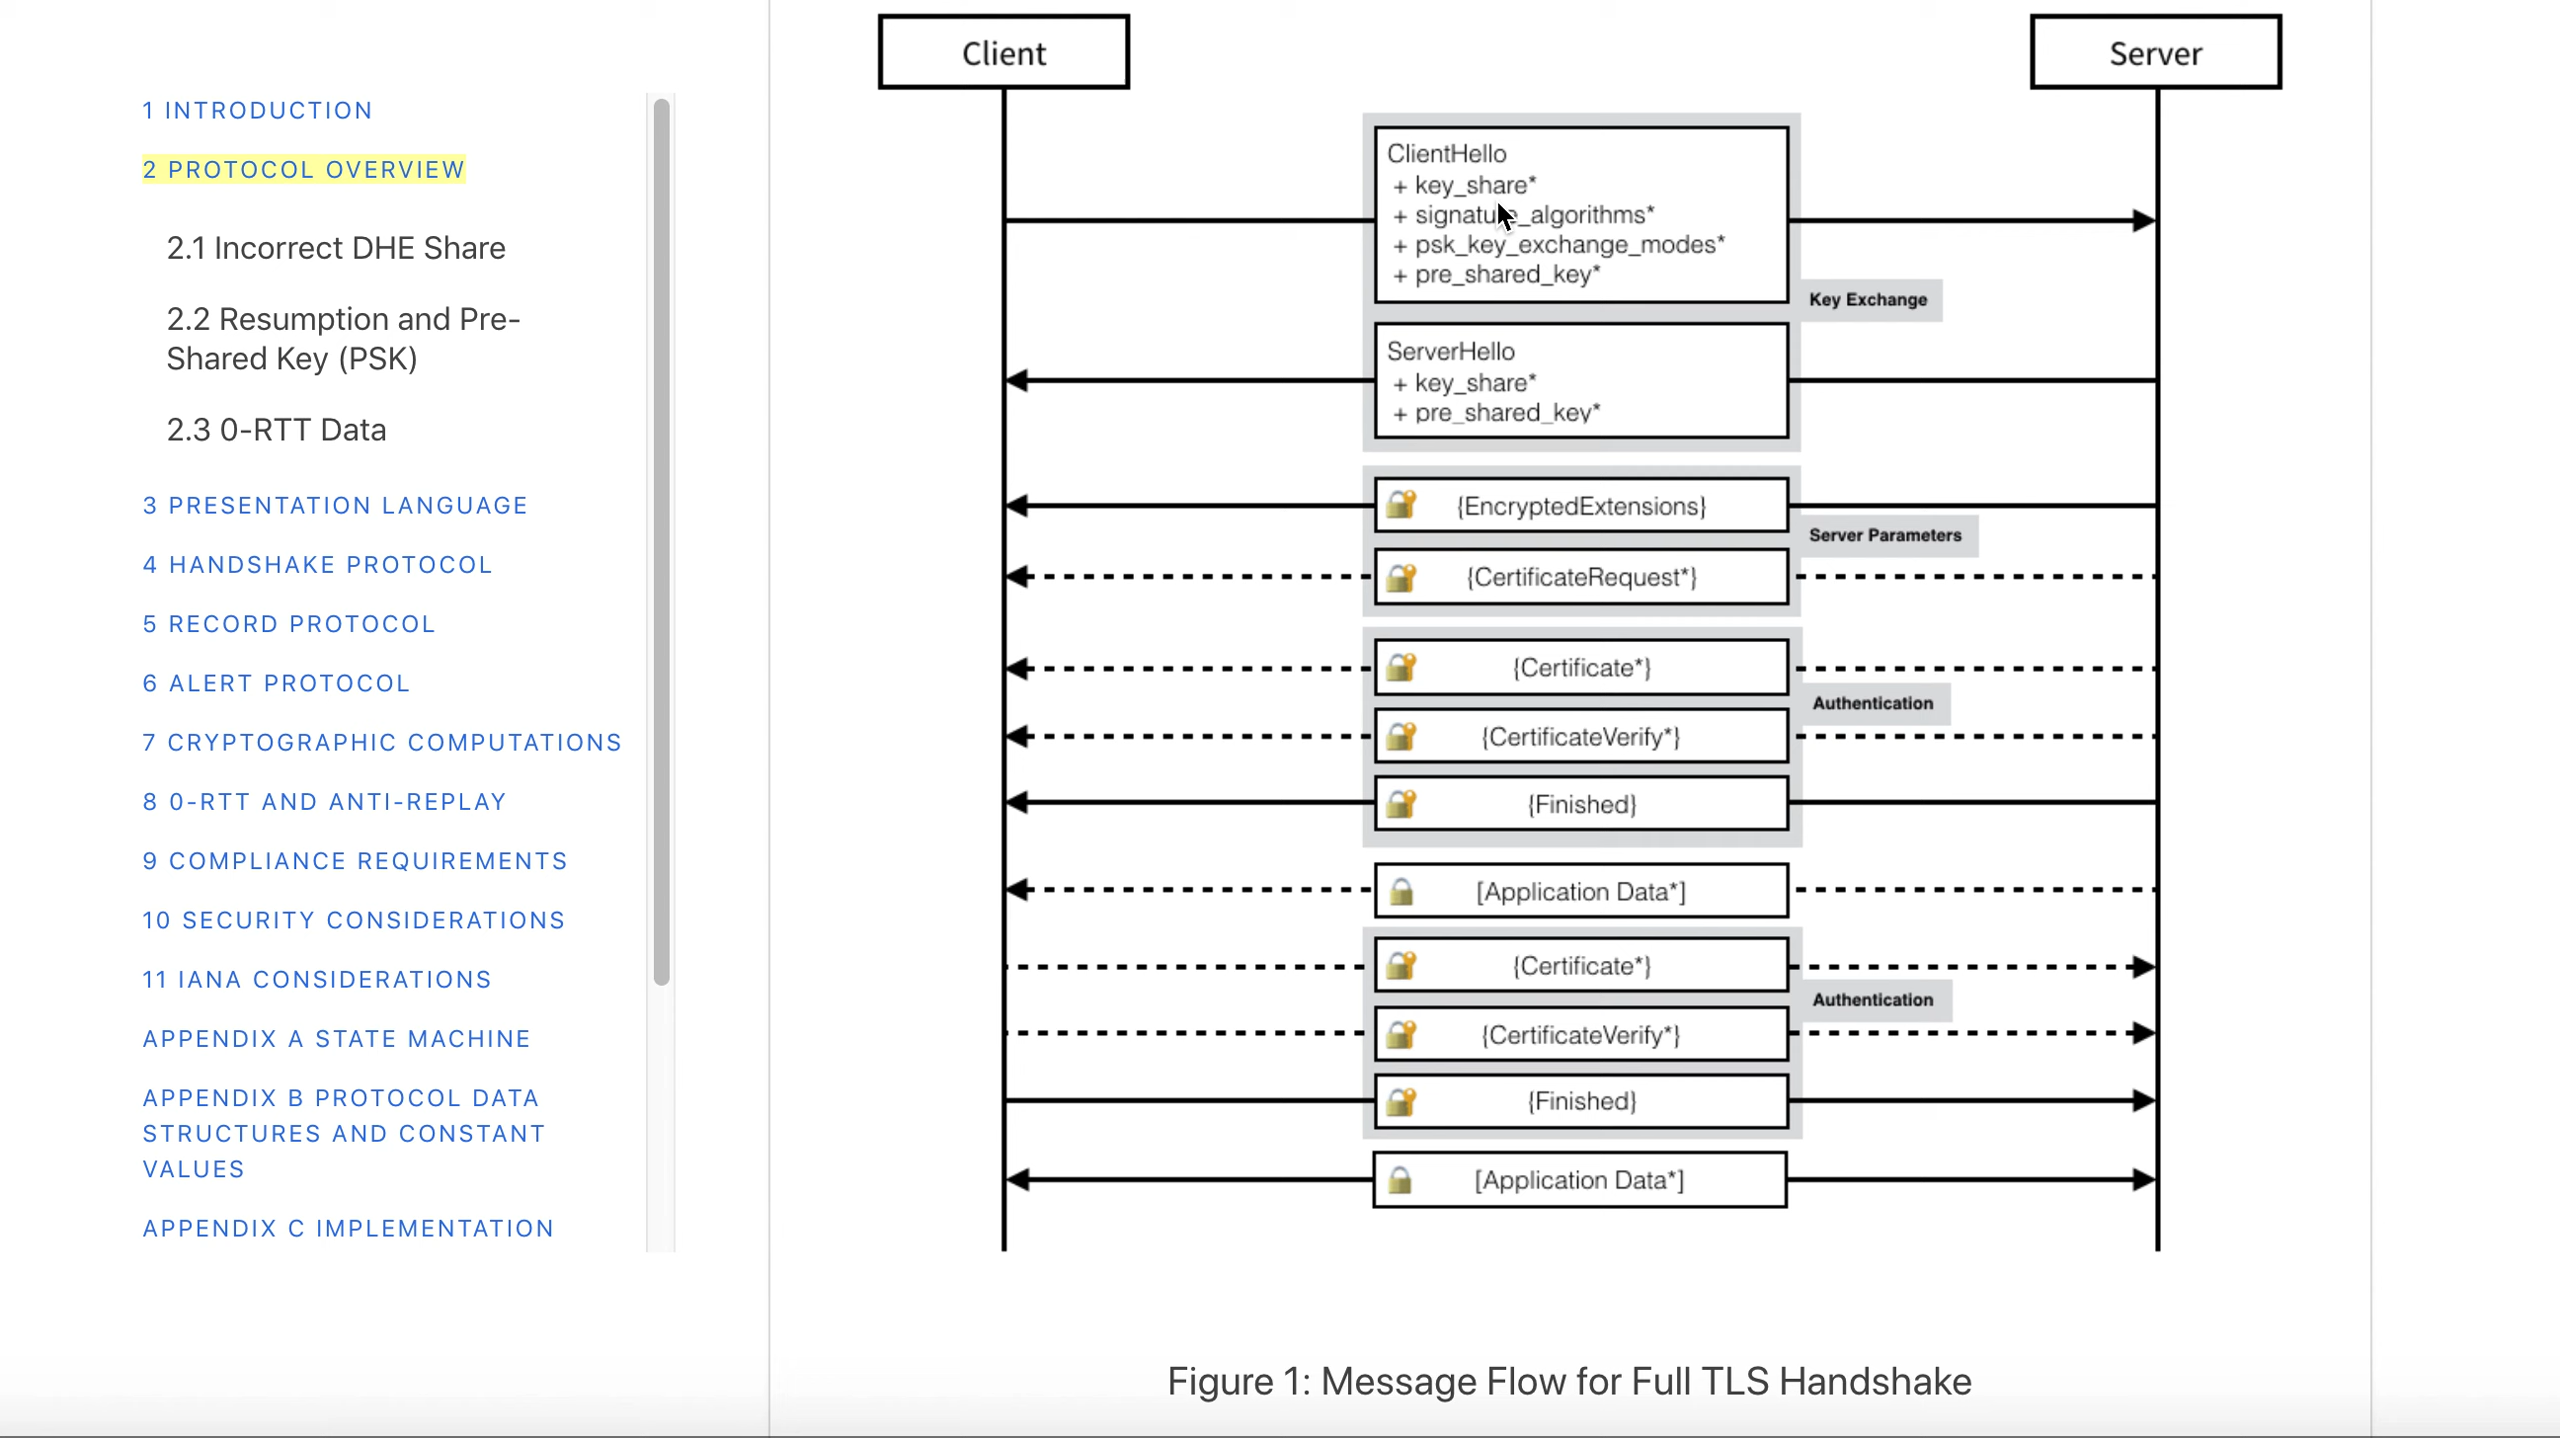 1 INTRODUCTION
2 PROTOCOL OVERVIEW
2.1 Incorrect DHE Share
2.2 Resumption and Pre-
Shared Key (PSK)
2.3 0-RTT Data
3 PRESENTATION LANGUAGE
4 HANDSHAKE PROTOCOL
5 RECORD PROTOCOL
6 ALERT PROTOCOL
7 CRYPTOGRAPHIC COMPUTATIONS
8 0-RTT AND ANTI-REPLAY
9 COMPLIANCE REQUIREMENTS
10 SECURITY CONSIDERATIONS
11 IANA CONSIDERATIONS
APPENDIX A STATE MACHINE
APPENDIX B PROTOCOL DATA
STRUCTURES AND CONSTANT
VALUES
APPENDIX C IMPLEMENTATION
Client
Server
ClientHello
+ key_share*
+ signature_algorithms*
+ psk_key_exchange_modes*
+ pre_shared_key*
Key Exchange
ServerHello
+ key_share*
+ pre_shared_key*
{EncryptedExtensions}
Server Parameters
{CertificateRequest*}
{Certificate*}
Authentication
{CertificateVerify*}
{Finished}
[Application Data*]
{Certificate*}
Authentication
{CertificateVerify*}
{Finished}
[Application Data*]
Figure 1: Message Flow for Full TLS Handshake